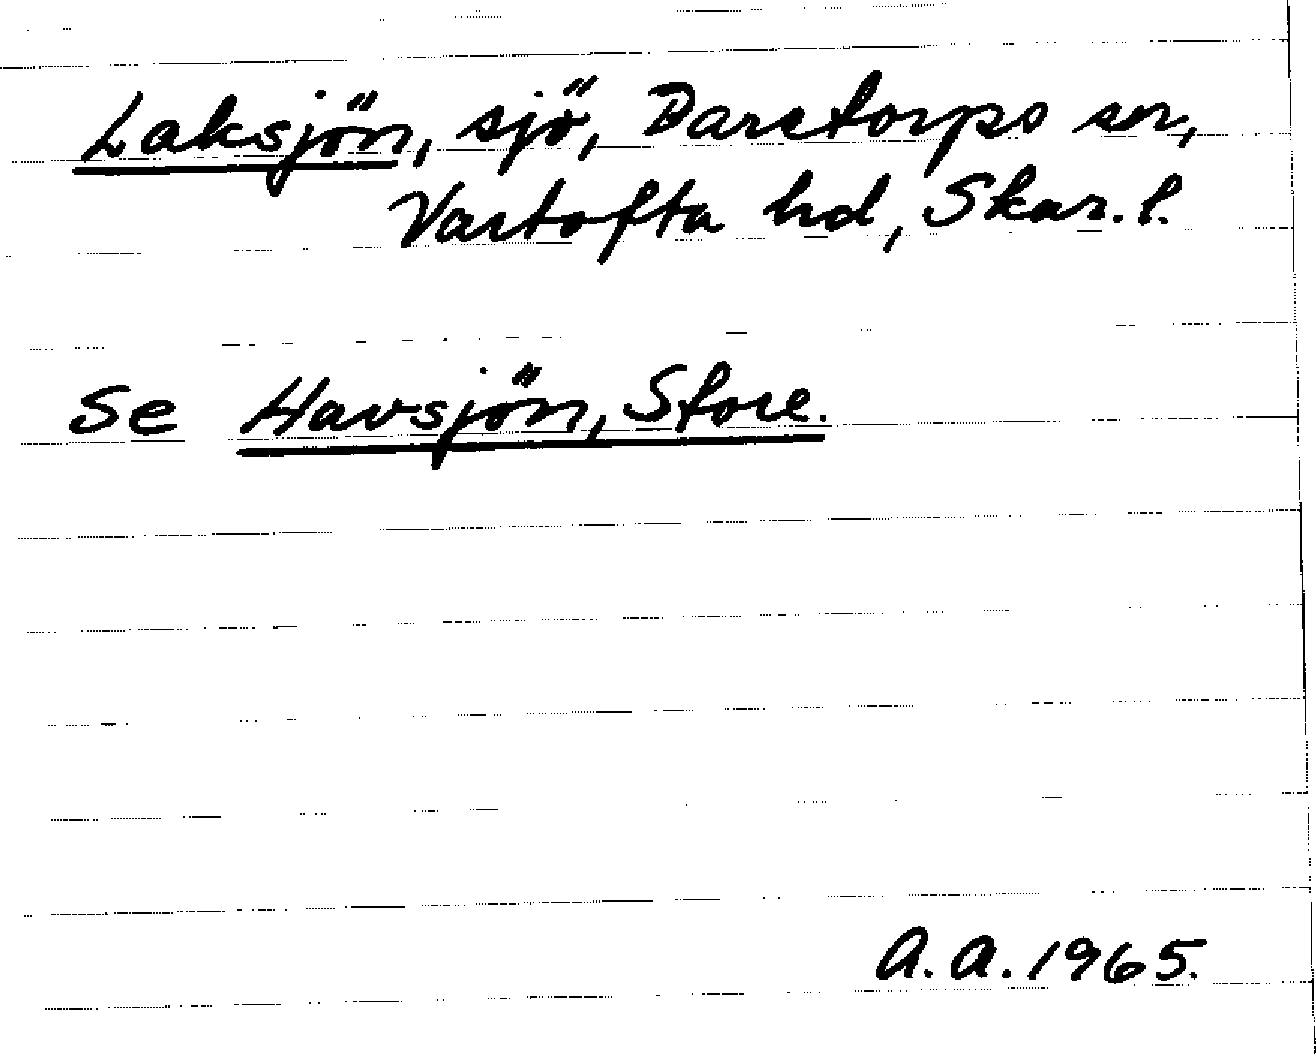 Laksjön, sjö, Daretorps sn,
Vartofta hd, Skar. l.
Se Havsjön, Store.
A. A. 1965.